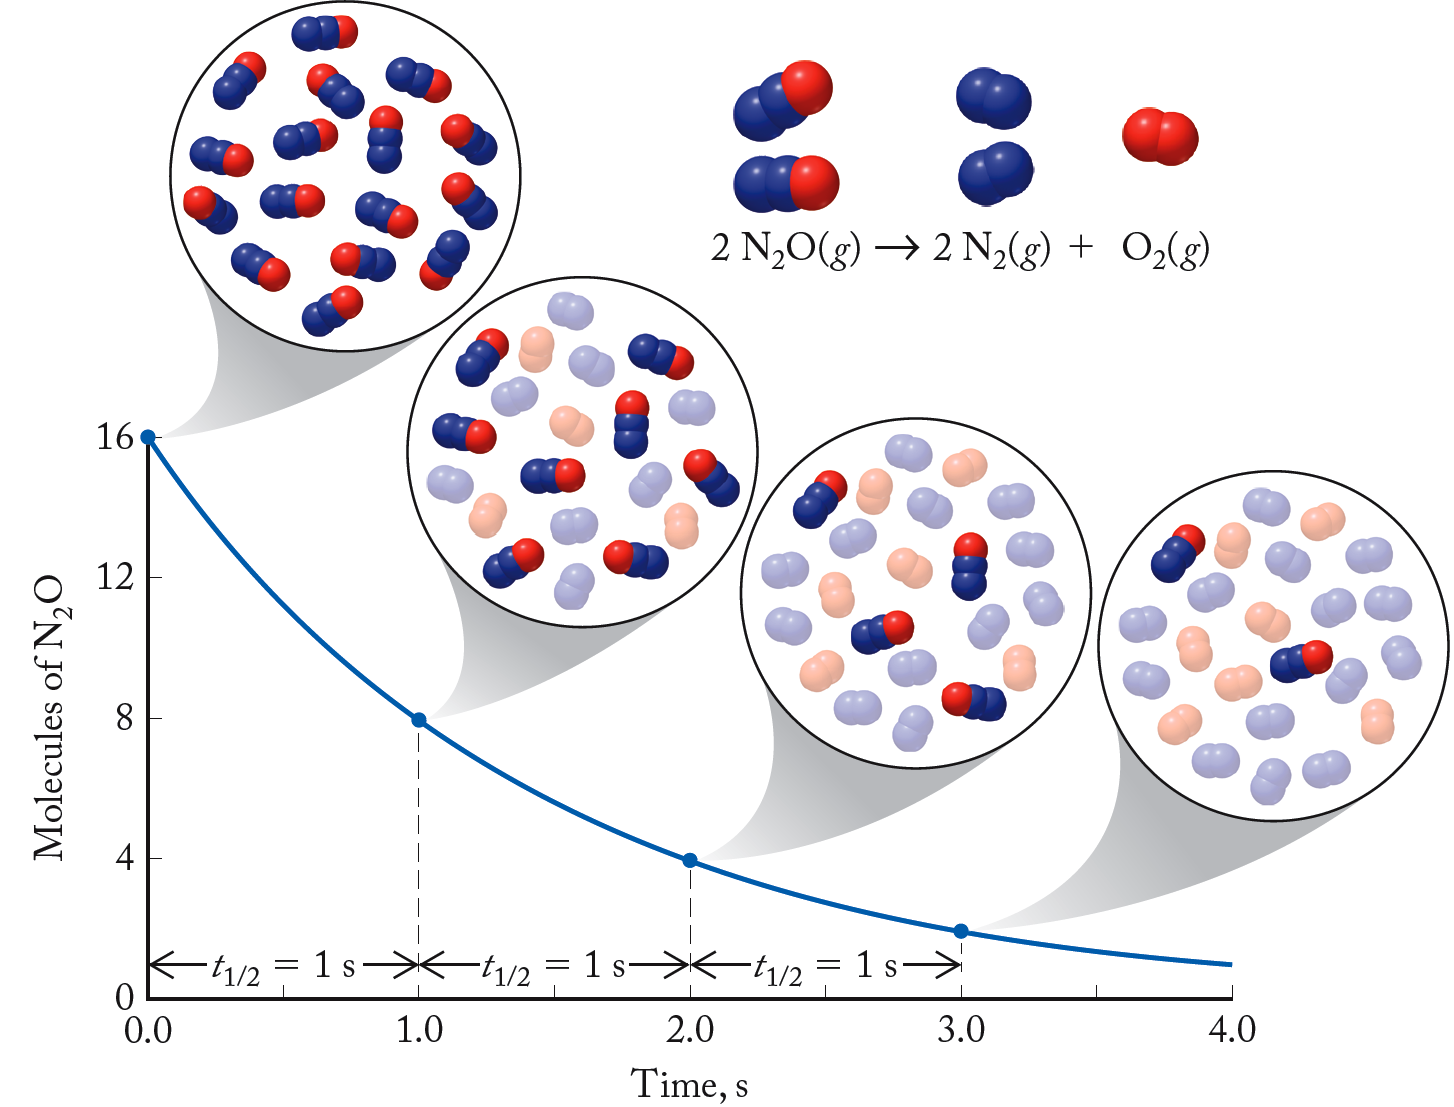 2 N₂O(g) → 2 N₂(g) + O₂(g)
Molecules of N₂O
16
12
8
4
0
t₁/₂ = 1 s
t₁/₂ = 1 s
t₁/₂ = 1 s
0.0
1.0
2.0
3.0
4.0
Time, s